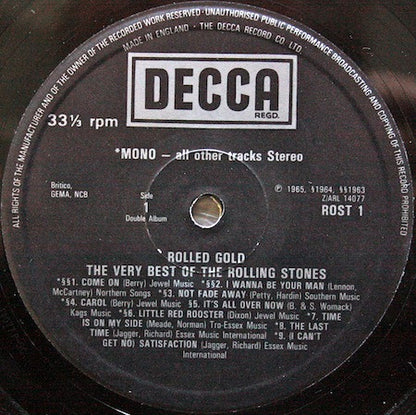 ALL RIGHTS OF THE MANUFACTURER AND OF THE OWNER OF THE RECORDED WORK RESERVED · UNAUTHORISED PUBLIC PERFORMANCE BROADCASTING AND COPYING OF THIS RECORD PROHIBITED
MADE IN ENGLAND · THE DECCA RECORD CO LTD.
DECCA
REGD.
33⅓ rpm
*MONO – all other tracks Stereo
Britico,
GEMA, NCB
Side
1
Double Album
℗ 1965, §1964, §§1963
Z/ARL 14077
ROST 1
ROLLED GOLD
THE VERY BEST OF THE ROLLING STONES
*§§1. COME ON (Berry) Jewel Music *§§2. I WANNA BE YOUR MAN (Lennon,
McCartney) Northern Songs *§3. NOT FADE AWAY (Petty, Hardin) Southern Music
*§4. CAROL (Berry) Jewel Music §5. IT'S ALL OVER NOW (B. & S. Womack)
Kags Music *§6. LITTLE RED ROOSTER (Dixon) Jewel Music *7. TIME
IS ON MY SIDE (Meade, Norman) Tro-Essex Music *8. THE LAST
TIME (Jagger, Richard) Essex Music International *9. (I CAN'T
GET NO) SATISFACTION (Jagger, Richard) Essex Music
International